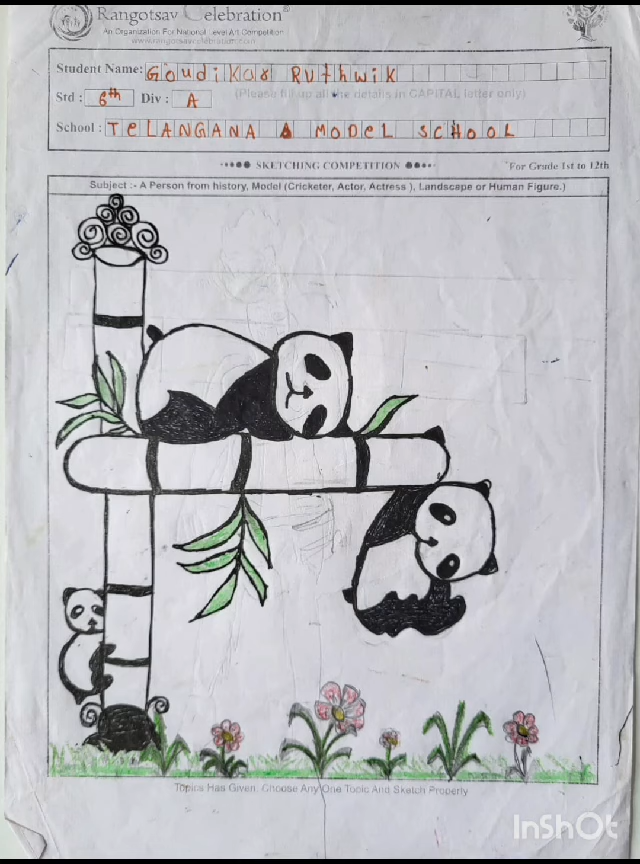 Rangotsav Celebration®
An Organization For National Level Art Competition
www.rangotsavcelebration.com
Student Name: Goudikar Ruthwik
(Please fill up all the details in CAPITAL letter only)
Std : 6th Div : A
School : TeLANGANA MODeL SCHOOL
SKETCHING COMPETITION
*For Grade 1st to 12th
Subject :- A Person from history, Model (Cricketer, Actor, Actress ), Landscape or Human Figure.)
Topics Has Given. Choose Any One Topic And Sketch Properly
InShOt